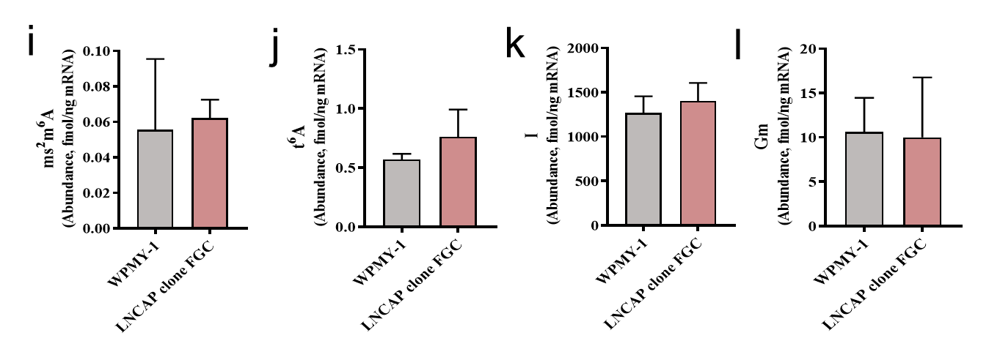 i
ms²m⁶A
(Abundance, fmol/ng mRNA)
0.10
0.08
0.06
0.04
0.02
0.00
WPMY-1
LNCAP clone FGC
j
t⁶A
(Abundance, fmol/ng mRNA)
1.5
1.0
0.5
0.0
WPMY-1
LNCAP clone FGC
k
I
(Abundance, fmol/ng mRNA)
2000
1500
1000
500
0
WPMY-1
LNCAP clone FGC
l
Gm
(Abundance, fmol/ng mRNA)
20
15
10
5
0
WPMY-1
LNCAP clone FGC